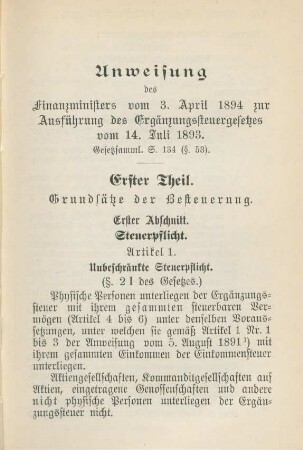 Anweisung
des
Finanzministers vom 3. April 1894 zur
Ausführung des Ergänzungssteuergesetzes
vom 14. Juli 1893.
Gesetzsamml. S. 134 (§. 53).
Erster Theil.
Grundsätze der Besteuerung.
Erster Abschnitt.
Steuerpflicht.
Artikel 1.
Unbeschränkte Steuerpflicht.
(§. 2 I des Gesetzes.)
Physische Personen unterliegen der Ergänzungs-
steuer mit ihrem gesammten steuerbaren Ver-
mögen (Artikel 4 bis 6) unter denselben Voraus-
setzungen, unter welchen sie gemäß Artikel 1 Nr. 1
bis 3 der Anweisung vom 5. August 1891¹) mit
ihrem gesammten Einkommen der Einkommensteuer
unterliegen.
Aktiengesellschaften, Kommanditgesellschaften auf
Aktien, eingetragene Genossenschaften und andere
nicht physische Personen unterliegen der Ergän-
zungssteuer nicht.